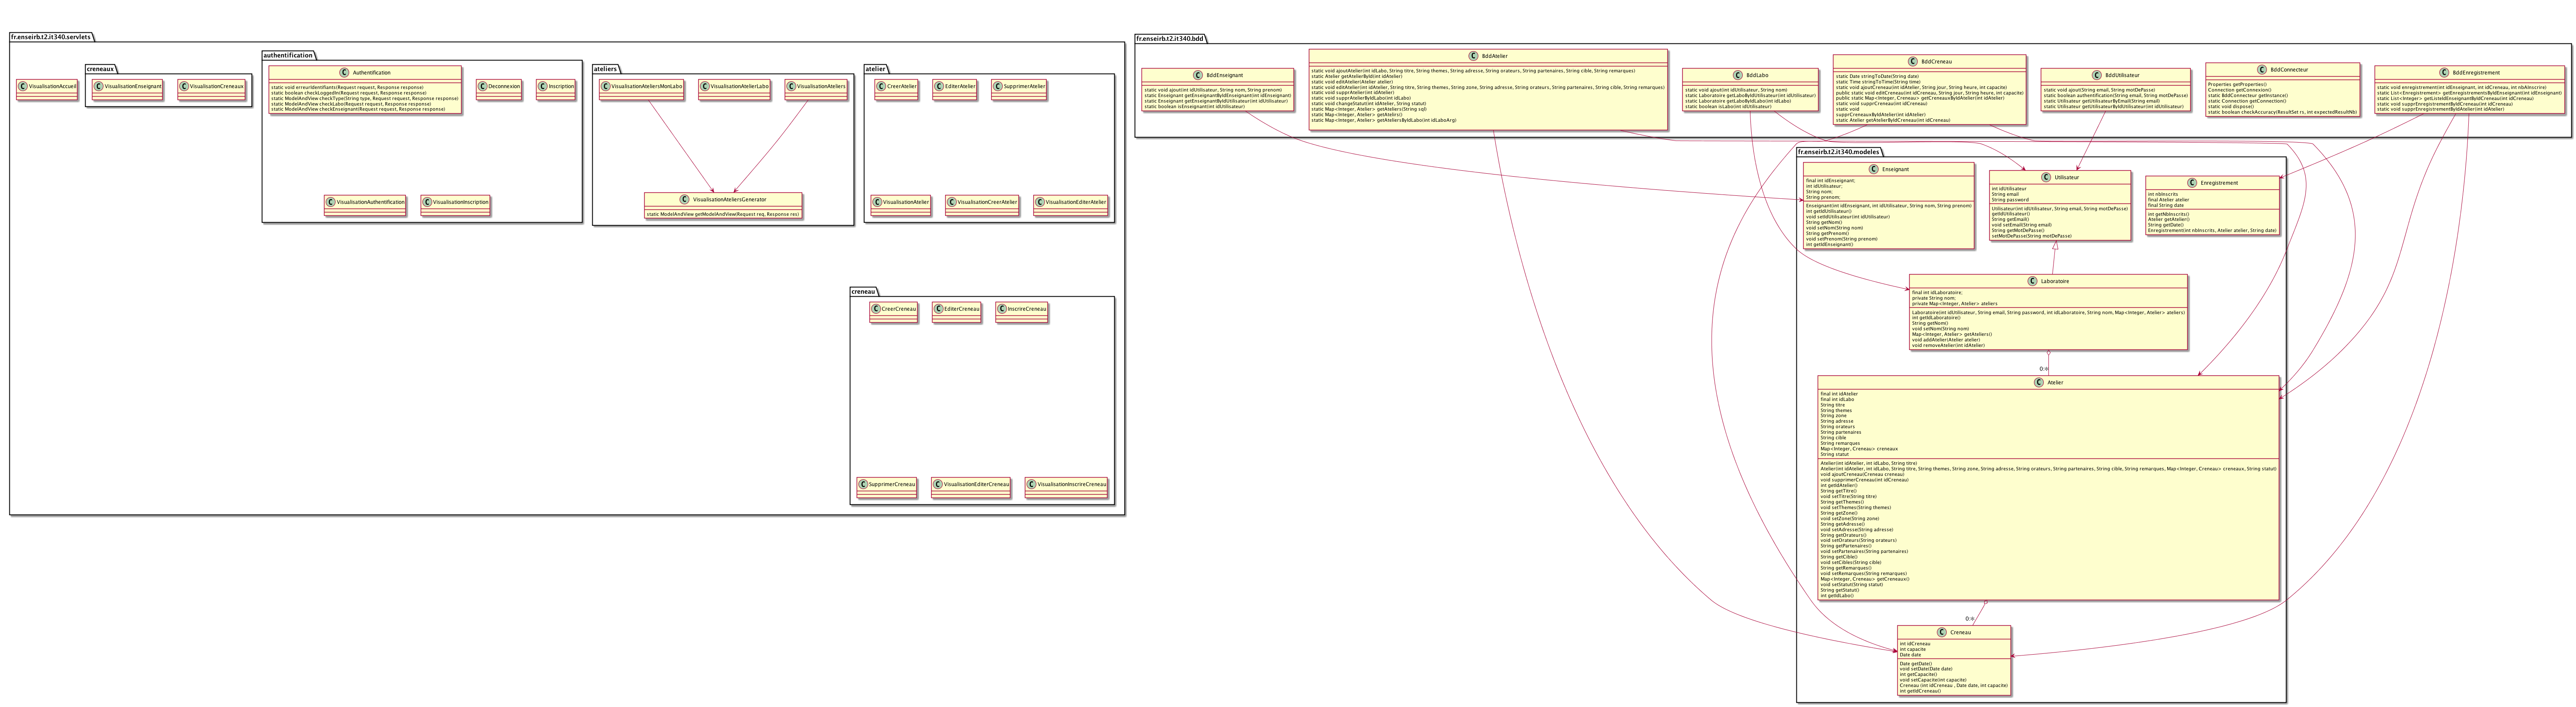 fr.enseirb.t2.it340.servlets
VisualisationAccueil
creneaux
VisualisationEnseignant
VisualisationCreneaux
authentification
Authentification
static void erreurIdentifiants(Request request, Response response)
static boolean checkLogged(Request request, Response response)
static ModelAndView checkType(String type, Request request, Response response)
static ModelAndView checkLabo(Request request, Response response)
static ModelAndView checkEnseignant(Request request, Response response)
Deconnexion
Inscription
VisualisationAuthentification
VisualisationInscription
ateliers
VisualisationAteliersMonLabo
VisualisationAtelierLabo
VisualisationAteliers
VisualisationAteliersGenerator
static ModelAndView getModelAndView(Request req, Response res)
atelier
CreerAtelier
EditerAtelier
SupprimerAtelier
VisualisationAtelier
VisualisationCreerAtelier
VisualisationEditerAtelier
creneau
CreerCreneau
EditerCreneau
InscrireCreneau
SupprimerCreneau
VisualisationEditerCreneau
VisualisationInscrireCreneau
fr.enseirb.t2.it340.bdd
BddEnseignant
static void ajout(int idUtilisateur, String nom, String prenom)
static Enseignant getEnseignantByIdEnseignant(int idEnseignant)
static Enseignant getEnseignantByIdUtilisateur(int idUtilisateur)
static boolean isEnseignant(int idUtilisateur)
BddAtelier
static void ajoutAtelier(int idLabo, String titre, String themes, String adresse, String orateurs, String partenaires, String cible, String remarques)
static Atelier getAtelierById(int idAtelier)
static void editAtelier(Atelier atelier)
static void editAtelier(int idAtelier, String titre, String themes, String zone, String adresse, String orateurs, String partenaires, String cible, String remarques)
static void supprAtelier(int idAtelier)
static void supprAtelierByIdLabo(int idLabo)
static void changeStatut(int idAtelier, String statut)
static Map<Integer, Atelier> getAteliers()
static Map<Integer, Atelier> getAteliers(String sql)
static Map<Integer, Atelier> getAteliersByIdLabo(int idLaboArg)
BddLabo
static void ajout(int idUtilisateur, String nom)
static Laboratoire getLaboByIdUtilisateur(int idUtilisateur)
static Laboratoire getLaboByIdLabo(int idLabo)
static boolean isLabo(int idUtilisateur)
BddCreneau
static Date stringToDate(String date)
static Time stringToTime(String time)
static void ajoutCreneau(int idAtelier, String jour, String heure, int capacite)
public static void editCreneau(int idCreneau, String jour, String heure, int capacite)
public static Map<Integer, Creneau> getCreneauxByIdAtelier(int idAtelier)
static void supprCreneau(int idCreneau)
static void
supprCreneauxByIdAtelier(int idAtelier)
static Atelier getAtelierByIdCreneau(int idCreneau)
BddUtilisateur
static void ajout(String email, String motDePasse)
static boolean authentification(String email, String motDePasse)
static Utilisateur getUtilisateurByEmail(String email)
static Utilisateur getUtilisateurByIdUtilisateur(int idUtilisateur)
BddConnecteur
Properties getProperties()
Connection getConnexion()
static BddConnecteur getInstance()
static Connection getConnection()
static void dispose()
static boolean checkAccuracy(ResultSet rs, int expectedResultNb)
BddEnregistrement
static void enregistrement(int idEnseignant, int idCreneau, int nbAInscrire)
static List<Enregistrement> getEnregistrementsByIdEnseignant(int idEnseignant)
static List<Integer> getListeIdEnseignantByIdCreneau(int idCreneau)
static void supprEnregistrementByIdCreneau(int idCreneau)
static void supprEnregistrementByIdAtelier(int idAtelier)
fr.enseirb.t2.it340.modeles
Enseignant
final int idEnseignant;
int idUtilisateur;
String nom;
String prenom;
Enseignant(int idEnseignant, int idUtilisateur, String nom, String prenom)
int getIdUtilisateur()
void setIdUtilisateur(int idUtilisateur)
String getNom()
void setNom(String nom)
String getPrenom()
void setPrenom(String prenom)
int getIdEnseignant()
Utilisateur
int idUtilisateur
String email
String password
Utilisateur(int idUtilisateur, String email, String motDePasse)
getIdUtilisateur()
String getEmail()
void setEmail(String email)
String getMotDePasse()
setMotDePasse(String motDePasse)
Enregistrement
int nbInscrits
final Atelier atelier
final String date
int getNbInscrits()
Atelier getAtelier()
String getDate()
Enregistrement(int nbInscrits, Atelier atelier, String date)
Laboratoire
final int idLaboratoire;
private String nom;
private Map<Integer, Atelier> ateliers
Laboratoire(int idUtilisateur, String email, String password, int idLaboratoire, String nom, Map<Integer, Atelier> ateliers)
int getIdLaboratoire()
String getNom()
void setNom(String nom)
Map<Integer, Atelier> getAteliers()
void addAtelier(Atelier atelier)
void removeAtelier(int idAtelier)
0:*
Atelier
final int idAtelier
final int idLabo
String titre
String themes
String zone
String adresse
String orateurs
String partenaires
String cible
String remarques
Map<Integer, Creneau> creneaux
String statut
Atelier(int idAtelier, int idLabo, String titre)
Atelier(int idAtelier, int idLabo, String titre, String themes, String zone, String adresse, String orateurs, String partenaires, String cible, String remarques, Map<Integer, Creneau> creneaux, String statut)
void ajoutCreneau(Creneau creneau)
void supprimerCreneau(int idCreneau)
int getIdAtelier()
String getTitre()
void setTitre(String titre)
String getThemes()
void setThemes(String themes)
String getZone()
void setZone(String zone)
String getAdresse()
void setAdresse(String adresse)
String getOrateurs()
void setOrateurs(String orateurs)
String getPartenaires()
void setPartenaires(String partenaires)
String getCible()
void setCibles(String cible)
String getRemarques()
void setRemarques(String remarques)
Map<Integer, Creneau> getCreneaux()
void setStatut(String statut)
String getStatut()
int getIdLabo()
0:*
Creneau
int idCreneau
int capacite
Date date
Date getDate()
void setDate(Date date)
int getCapacite()
void setCapacite(int capacite)
Creneau (int idCreneau , Date date, int capacite)
int getIdCreneau()